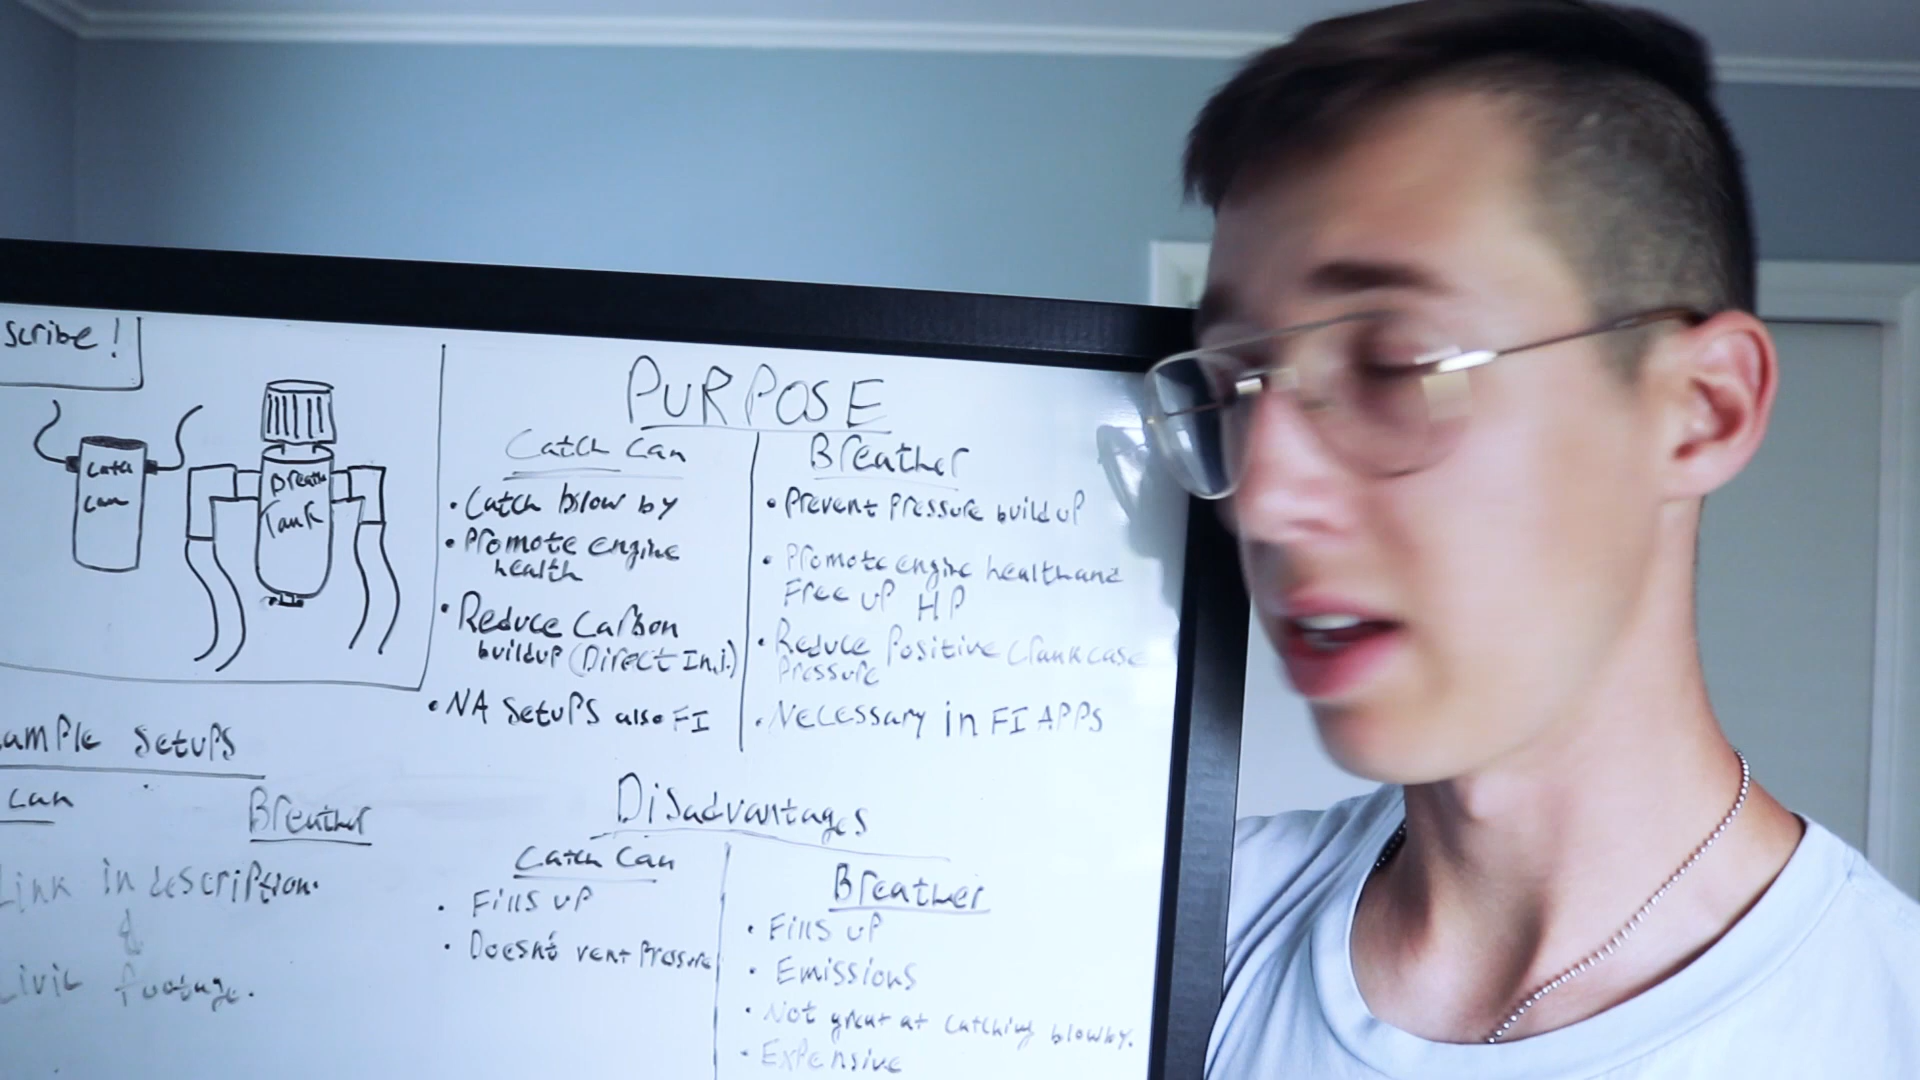 scribe!
Catch
Can
Breath
Tank
PURPOSE
Catch Can
• Catch blow by
• Promote engine
health
• Reduce Carbon
buildup (Direct Inj.)
• NA Setups also FI
Breather
• Prevent Pressure build up
• Promote engine health and
Free up HP
• Reduce Positive Crankcase
Pressure
• Necessary in FI APPS
ample Setups
Can
Breather
Link in description.
&
Civic footage.
Disadvantages
Catch Can
• Fills up
• Doesn't vent Pressure
Breather
• Fills up
• Emissions
• Not great at catching blowby.
• Expensive